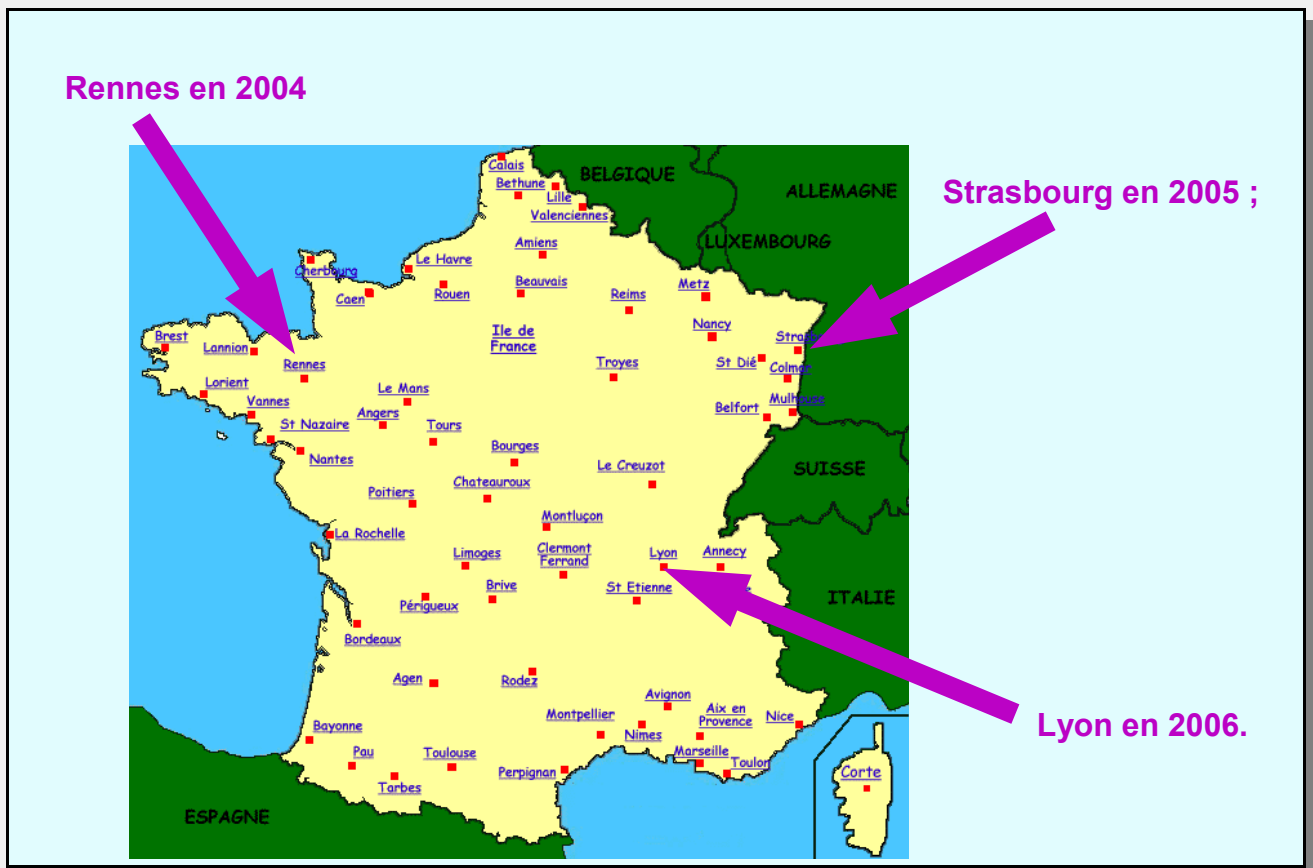 Rennes en 2004
Calais
BELGIQUE
Bethune
Lille
ALLEMAGNE
Strasbourg en 2005 ;
Valenciennes
LUXEMBOURG
Amiens
Le Havre
Cherbourg
Beauvais
Metz
Caen
Rouen
Reims
Nancy
Ile de
France
Brest
Lannion
Rennes
Troyes
St Dié
Colmar
Lorient
Le Mans
Vannes
Angers
Belfort
Mulhouse
St Nazaire
Tours
Nantes
Bourges
Le Creuzot
SUISSE
Chateauroux
Poitiers
Montluçon
La Rochelle
Limoges
Clermont
Ferrand
Lyon
Annecy
Brive
St Etienne
ITALIE
Périgueux
Bordeaux
Agen
Rodez
Avignon
Montpellier
Aix en
Provence
Nice
Lyon en 2006.
Bayonne
Nimes
Pau
Toulouse
Marseille
Toulon
Perpignan
Corte
Tarbes
ESPAGNE